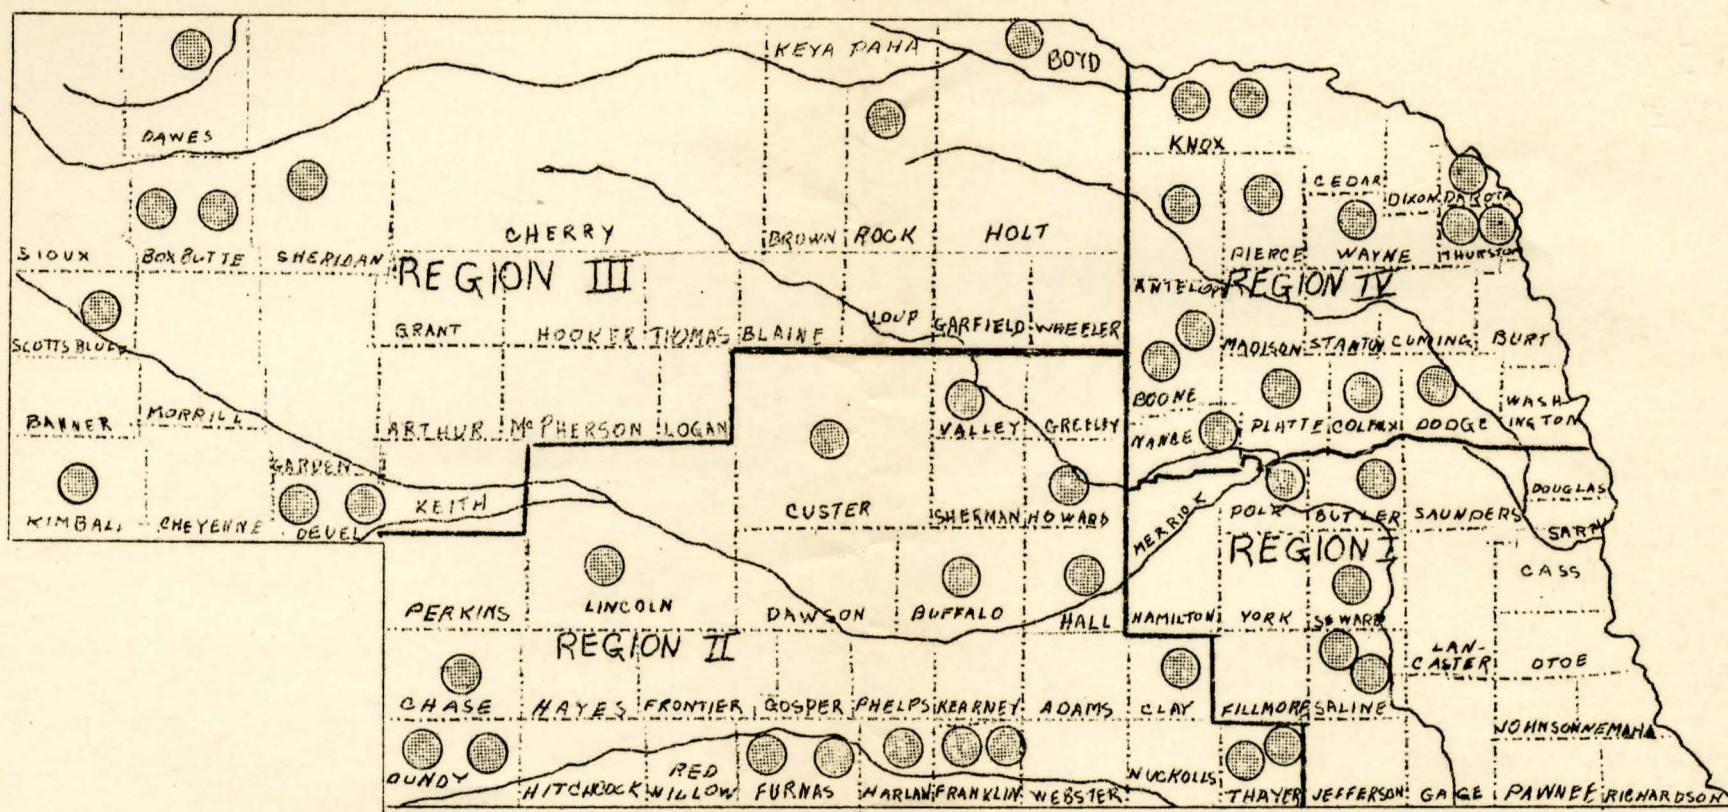 KEYA PAHA
BOYD
DAWES
KNOX
CEDAR
DIXON
DAKOTA
SIOUX
BOX BUTTE
SHERIDAN
CHERRY
BROWN
ROCK
HOLT
PIERCE
WAYNE
THURSTON
REGION III
ANTELOPE
REGION IV
GRANT
HOOKER
THOMAS
BLAINE
LOUP
GARFIELD
WHEELER
SCOTTS BLUFF
MADISON
STANTON
CUMING
BURT
BOONE
BANNER
MORRILL
ARTHUR
McPHERSON
LOGAN
VALLEY
GREELEY
NANCE
PLATTE
COLFAX
DODGE
WASH
INGTON
GARDEN
KIMBALL
CHEYENNE
DEUEL
KEITH
CUSTER
SHERMAN
HOWARD
MERRICK
POLK
BUTLER
SAUNDERS
DOUGLAS
SARPY
REGION I
CASS
PERKINS
LINCOLN
DAWSON
BUFFALO
HALL
HAMILTON
YORK
SEWARD
REGION II
LAN-
CASTER
OTOE
CHASE
HAYES
FRONTIER
GOSPER
PHELPS
KEARNEY
ADAMS
CLAY
FILLMORE
SALINE
JOHNSON
NEMAHA
DUNDY
HITCHCOCK
RED
WILLOW
FURNAS
HARLAN
FRANKLIN
WEBSTER
NUCKOLLS
THAYER
JEFFERSON
GAGE
PAWNEE
RICHARDSON